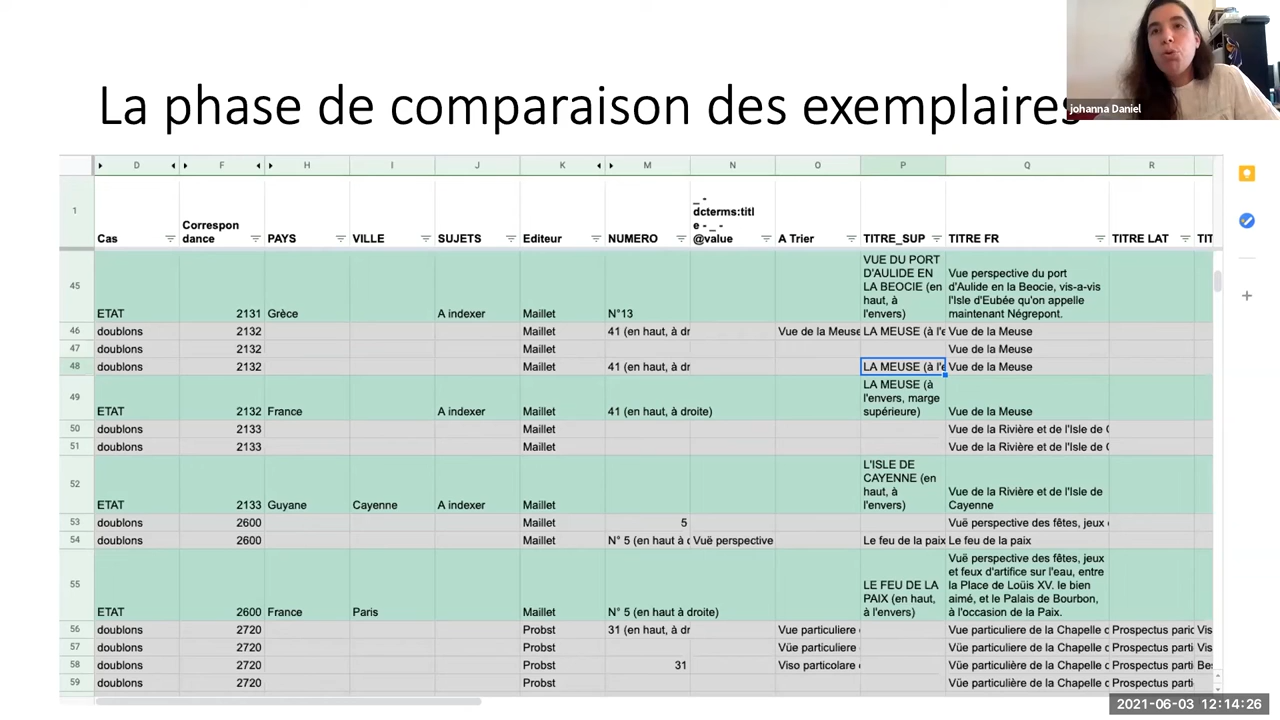 La phase de comparaison des exemplaires
johanna Daniel
D F H I J K M N O P Q R
1 Cas Correspon dance PAYS VILLE SUJETS Editeur NUMERO _ - dcterms:titl e - _ - @value A Trier TITRE_SUP TITRE FR TITRE LAT TIT
45 ETAT 2131 Grèce A indexer Maillet N°13 VUE DU PORT D'AULIDE EN LA BEOCIE (en haut, à l'envers) Vue perspective du port d'Aulide en la Beocie, vis-a-vis l'Isle d'Eubée qu'on appelle maintenant Négrepont.
46 doublons 2132 Maillet 41 (en haut, à dr Vue de la Meuse LA MEUSE (à l'e Vue de la Meuse
47 doublons 2132 Maillet Vue de la Meuse
48 doublons 2132 Maillet 41 (en haut, à dr LA MEUSE (à l'e Vue de la Meuse
49 ETAT 2132 France A indexer Maillet 41 (en haut, à droite) LA MEUSE (à l'envers, marge supérieure) Vue de la Meuse
50 doublons 2133 Maillet Vue de la Rivière et de l'Isle de C
51 doublons 2133 Maillet Vue de la Rivière et de l'Isle de C
52 ETAT 2133 Guyane Cayenne A indexer Maillet L'ISLE DE CAYENNE (en haut, à l'envers) Vue de la Rivière et de l'Isle de Cayenne
53 doublons 2600 Maillet 5 Vuë perspective des fêtes, jeux
54 doublons 2600 Maillet N° 5 (en haut à Vuë perspective Le feu de la paix Le feu de la paix
55 ETAT 2600 France Paris Maillet N° 5 (en haut à droite) LE FEU DE LA PAIX (en haut, à l'envers) Vuë perspective des fêtes, jeux et feux d'artifice sur l'eau, entre la Place de Loüis XV. le bien aimé, et le Palais de Bourbon, à l'occasion de la Paix.
56 doublons 2720 Probst 31 (en haut, à dr Vue particuliere Vue particuliere de la Chapelle Prospectus paric Vis
57 doublons 2720 Probst Vüe particuliere Vüe particuliere de la Chapelle Prospectus parti Vis
58 doublons 2720 Probst 31 Viso particolare Vüe particulière de la Chapelle Prospectus parti Be
59 doublons 2720 Probst Vüe particulière de la Chapelle Prospectus parti
2021-06-03 12:14:26